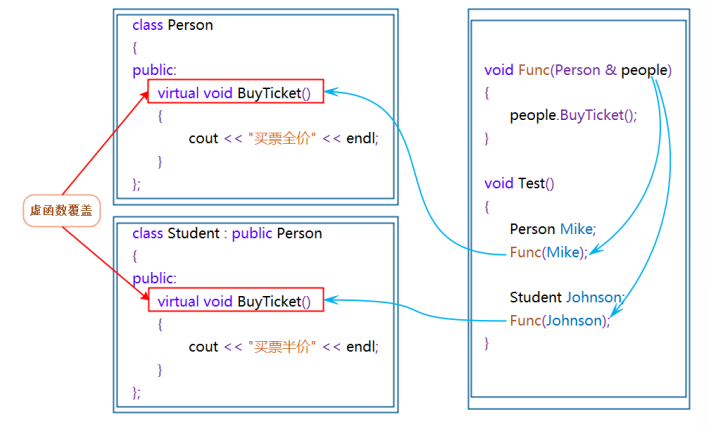 class Person
{
public:
virtual void BuyTicket()
{
cout << "买票全价" << endl;
}
};
虚函数覆盖
class Student : public Person
{
public:
virtual void BuyTicket()
{
cout << "买票半价" << endl;
}
};
void Func(Person & people)
{
people.BuyTicket();
}
void Test()
{
Person Mike;
Func(Mike);
Student Johnson;
Func(Johnson);
}